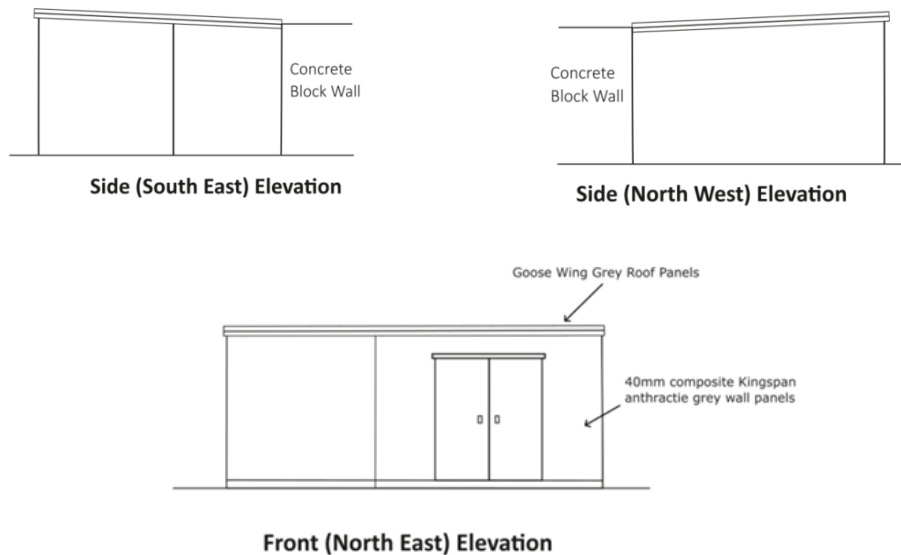 Concrete
Block Wall
Side (South East) Elevation
Concrete
Block Wall
Side (North West) Elevation
Goose Wing Grey Roof Panels
40mm composite Kingspan
anthractie grey wall panels
Front (North East) Elevation